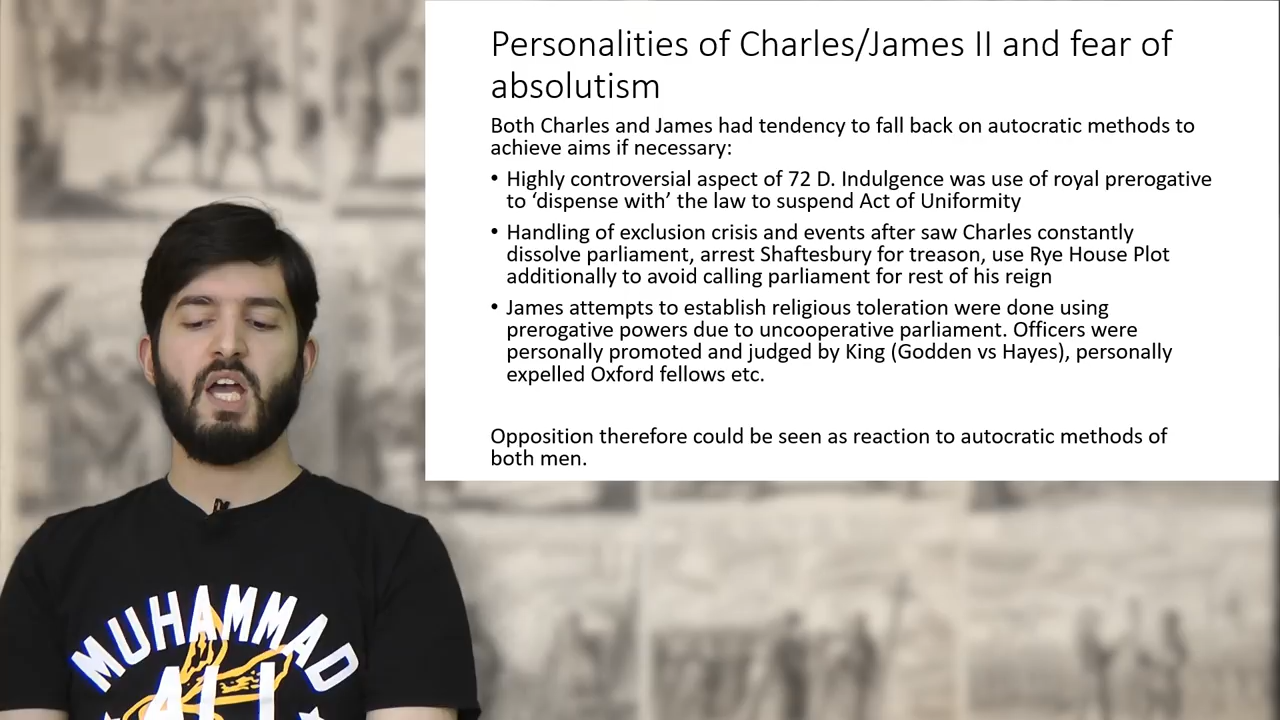 Personalities of Charles/James II and fear of
absolutism
Both Charles and James had tendency to fall back on autocratic methods to
achieve aims if necessary:
• Highly controversial aspect of 72 D. Indulgence was use of royal prerogative
to ‘dispense with’ the law to suspend Act of Uniformity
• Handling of exclusion crisis and events after saw Charles constantly
dissolve parliament, arrest Shaftesbury for treason, use Rye House Plot
additionally to avoid calling parliament for rest of his reign
• James attempts to establish religious toleration were done using
prerogative powers due to uncooperative parliament. Officers were
personally promoted and judged by King (Godden vs Hayes), personally
expelled Oxford fellows etc.
Opposition therefore could be seen as reaction to autocratic methods of
both men.
MUHAMMAD
ALI